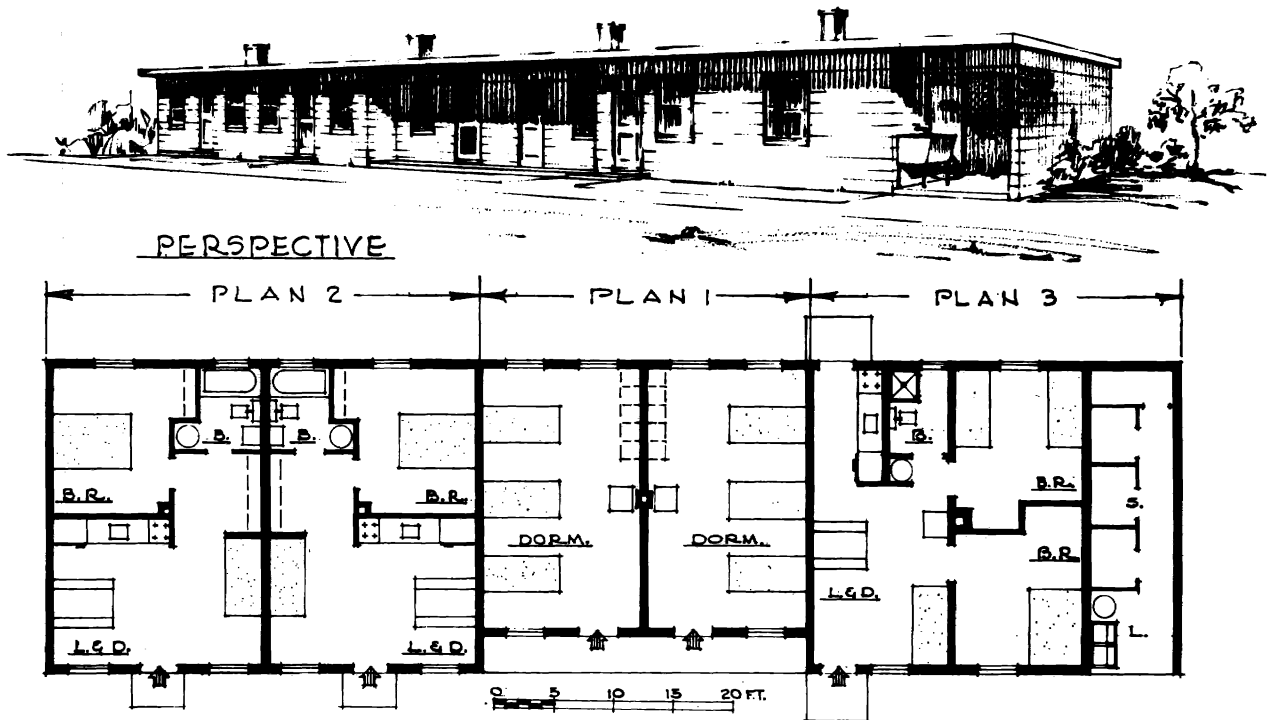 PERSPECTIVE
PLAN 2 PLAN 1 PLAN 3
B. B. B.
B.R. B.R. B.R.
S.
DORM. DORM.
B.R.
L.&D.
L.
L.&D. L.&D.
0 5 10 15 20 FT.